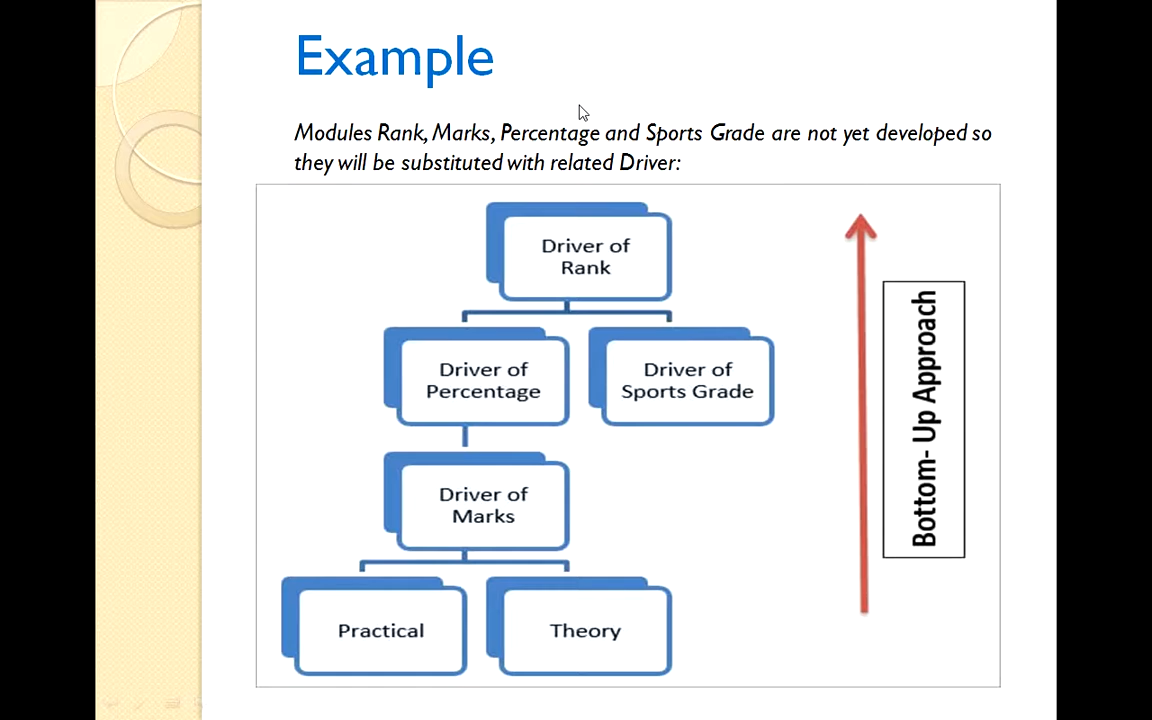 Example
Modules Rank, Marks, Percentage and Sports Grade are not yet developed so
they will be substituted with related Driver:
Driver of
Rank
Driver of
Percentage
Driver of
Sports Grade
Driver of
Marks
Practical
Theory
Bottom- Up Approach